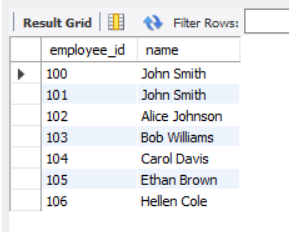 Result Grid Filter Rows:
employee_id name
100 John Smith
101 John Smith
102 Alice Johnson
103 Bob Williams
104 Carol Davis
105 Ethan Brown
106 Hellen Cole